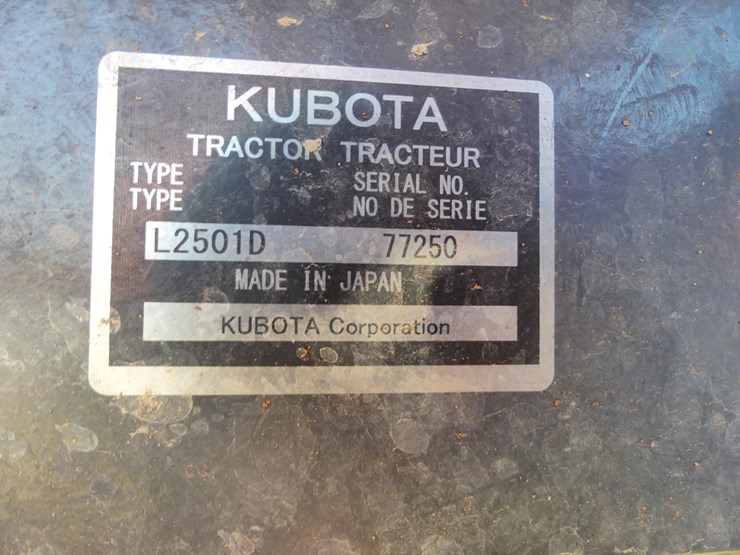 KUBOTA
TRACTOR TRACTEUR
TYPE SERIAL NO.
TYPE NO DE SERIE
L2501D 77250
MADE IN JAPAN
KUBOTA Corporation